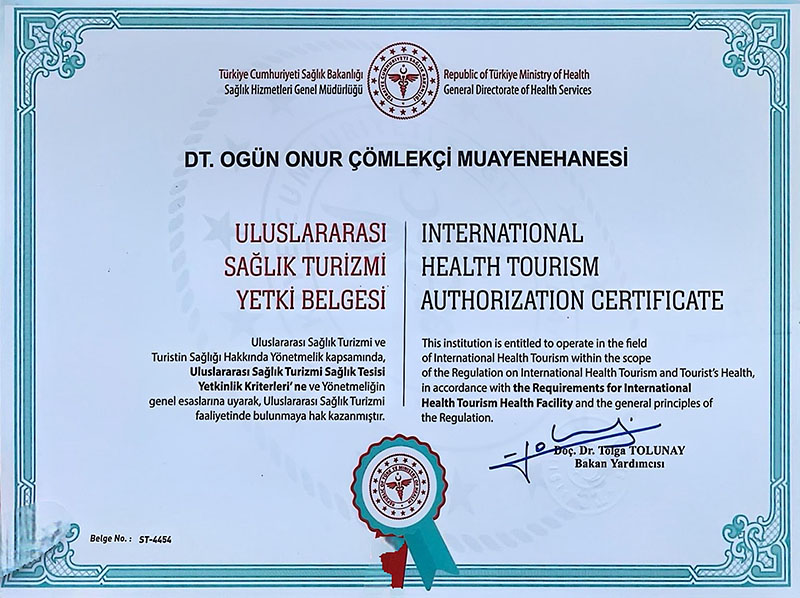 Türkiye Cumhuriyeti Sağlık Bakanlığı
Sağlık Hizmetleri Genel Müdürlüğü
Republic of Türkiye Ministry of Health
General Directorate of Health Services
DT. OGÜN ONUR ÇÖMLEKÇİ MUAYENEHANESİ
ULUSLARARASI
SAĞLIK TURİZMİ
YETKİ BELGESİ
INTERNATIONAL
HEALTH TOURISM
AUTHORIZATION CERTIFICATE
Uluslararası Sağlık Turizmi ve
Turistin Sağlığı Hakkında Yönetmelik kapsamında,
Uluslararası Sağlık Turizmi Sağlık Tesisi
Yetkinlik Kriterleri’ ne ve Yönetmeliğin
genel esaslarına uyarak, Uluslararası Sağlık Turizmi
faaliyetinde bulunmaya hak kazanmıştır.
This institution is entitled to operate in the field
of International Health Tourism within the scope
of the Regulation on International Health Tourism and Tourist's Health,
in accordance with the Requirements for International
Health Tourism Health Facility and the general principles of
the Regulation.
Doç. Dr. Tolga TOLUNAY
Bakan Yardımcısı
Belge No. : ST-4454